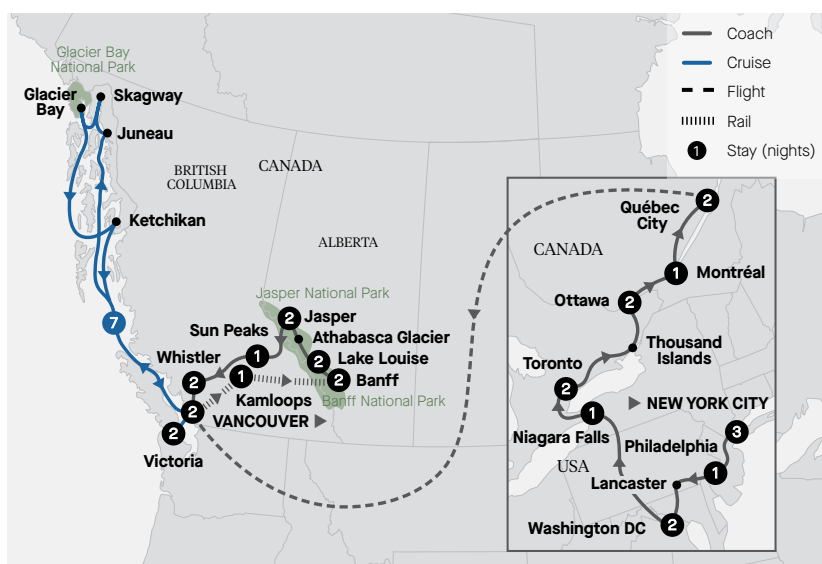 Coach
Cruise
Flight
Rail
1 Stay (nights)
Glacier Bay
National Park
Glacier
Bay
Skagway
Juneau
BRITISH
COLUMBIA
CANADA
Ketchikan
ALBERTA
7
Jasper National Park
2 Jasper
Sun Peaks
Athabasca Glacier
1
2 Lake Louise
Whistler
2
1
2 Banff
Kamloops
Banff National Park
2
VANCOUVER
2
Victoria
2
Québec
City
CANADA
1 Montréal
Ottawa 2
Thousand
Islands
Toronto
2
NEW YORK CITY
1
Niagara Falls
3
Philadelphia
USA
1
Lancaster
Washington DC 2